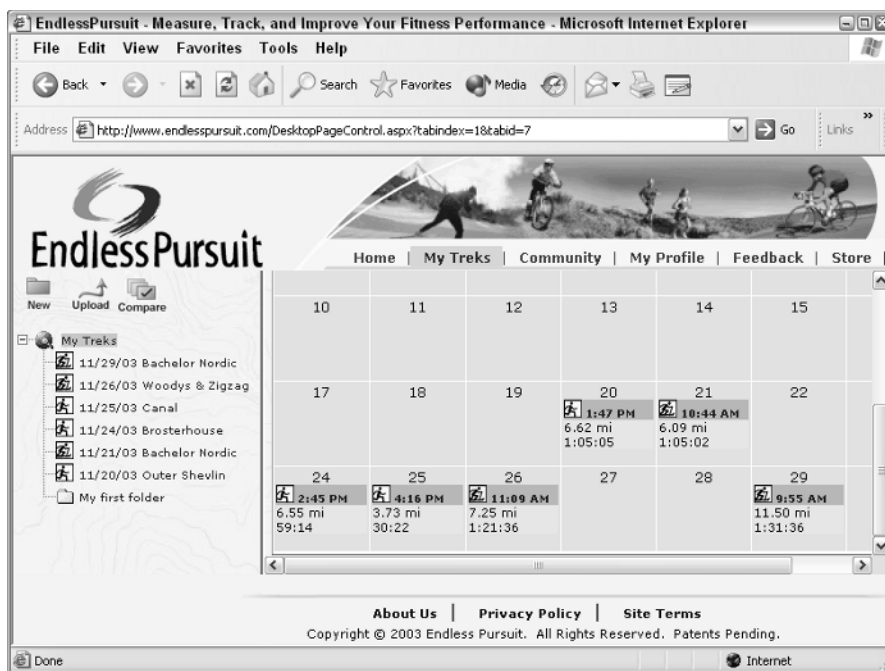 EndlessPursuit - Measure, Track, and Improve Your Fitness Performance - Microsoft Internet Explorer
File Edit View Favorites Tools Help
Back Search Favorites Media
Address http://www.endlesspursuit.com/DesktopPageControl.aspx?tabindex=1&tabid=7 Go Links »
EndlessPursuit
Home | My Treks | Community | My Profile | Feedback | Store |
New Upload Compare
My Treks
11/29/03 Bachelor Nordic
11/26/03 Woodys & Zigzag
11/25/03 Canal
11/24/03 Brosterhouse
11/21/03 Bachelor Nordic
11/20/03 Outer Shevlin
My first folder
10 11 12 13 14 15
17 18 19 20 21 22
1:47 PM 10:44 AM
6.62 mi 6.09 mi
1:05:05 1:05:02
24 25 26 27 28 29
2:45 PM 4:16 PM 11:09 AM 9:55 AM
6.55 mi 3.73 mi 7.25 mi 11.50 mi
59:14 30:22 1:21:36 1:31:36
About Us | Privacy Policy | Site Terms
Copyright © 2003 Endless Pursuit. All Rights Reserved. Patents Pending.
Done Internet